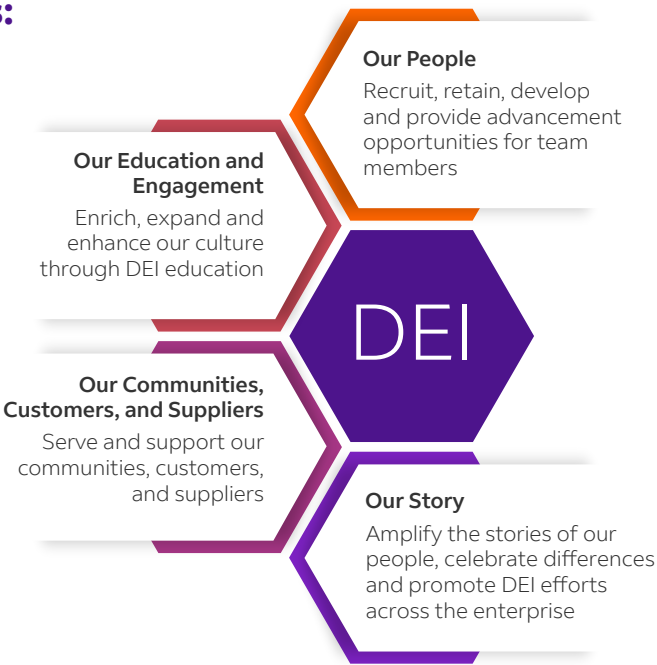 s:
Our People
Recruit, retain, develop
and provide advancement
opportunities for team
members
Our Education and
Engagement
Enrich, expand and
enhance our culture
through DEI education
DEI
Our Communities,
Customers, and Suppliers
Serve and support our
communities, customers,
and suppliers
Our Story
Amplify the stories of our
people, celebrate differences
and promote DEI efforts
across the enterprise